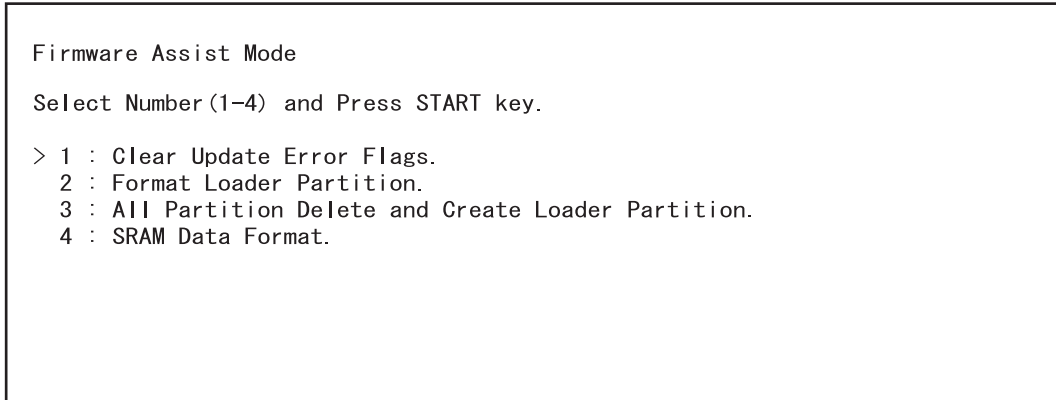 Firmware Assist Mode
Select Number(1-4) and Press START key.
> 1 : Clear Update Error Flags.
2 : Format Loader Partition.
3 : All Partition Delete and Create Loader Partition.
4 : SRAM Data Format.